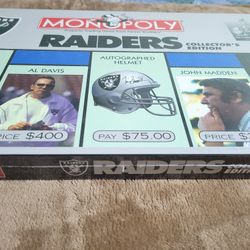 MONOPOLY
RAIDERS
COLLECTOR'S
EDITION
AL DAVIS
PRICE $400
AUTOGRAPHED
HELMET
PAY $75.00
JOHN MADDEN
PRICE
RAIDERS